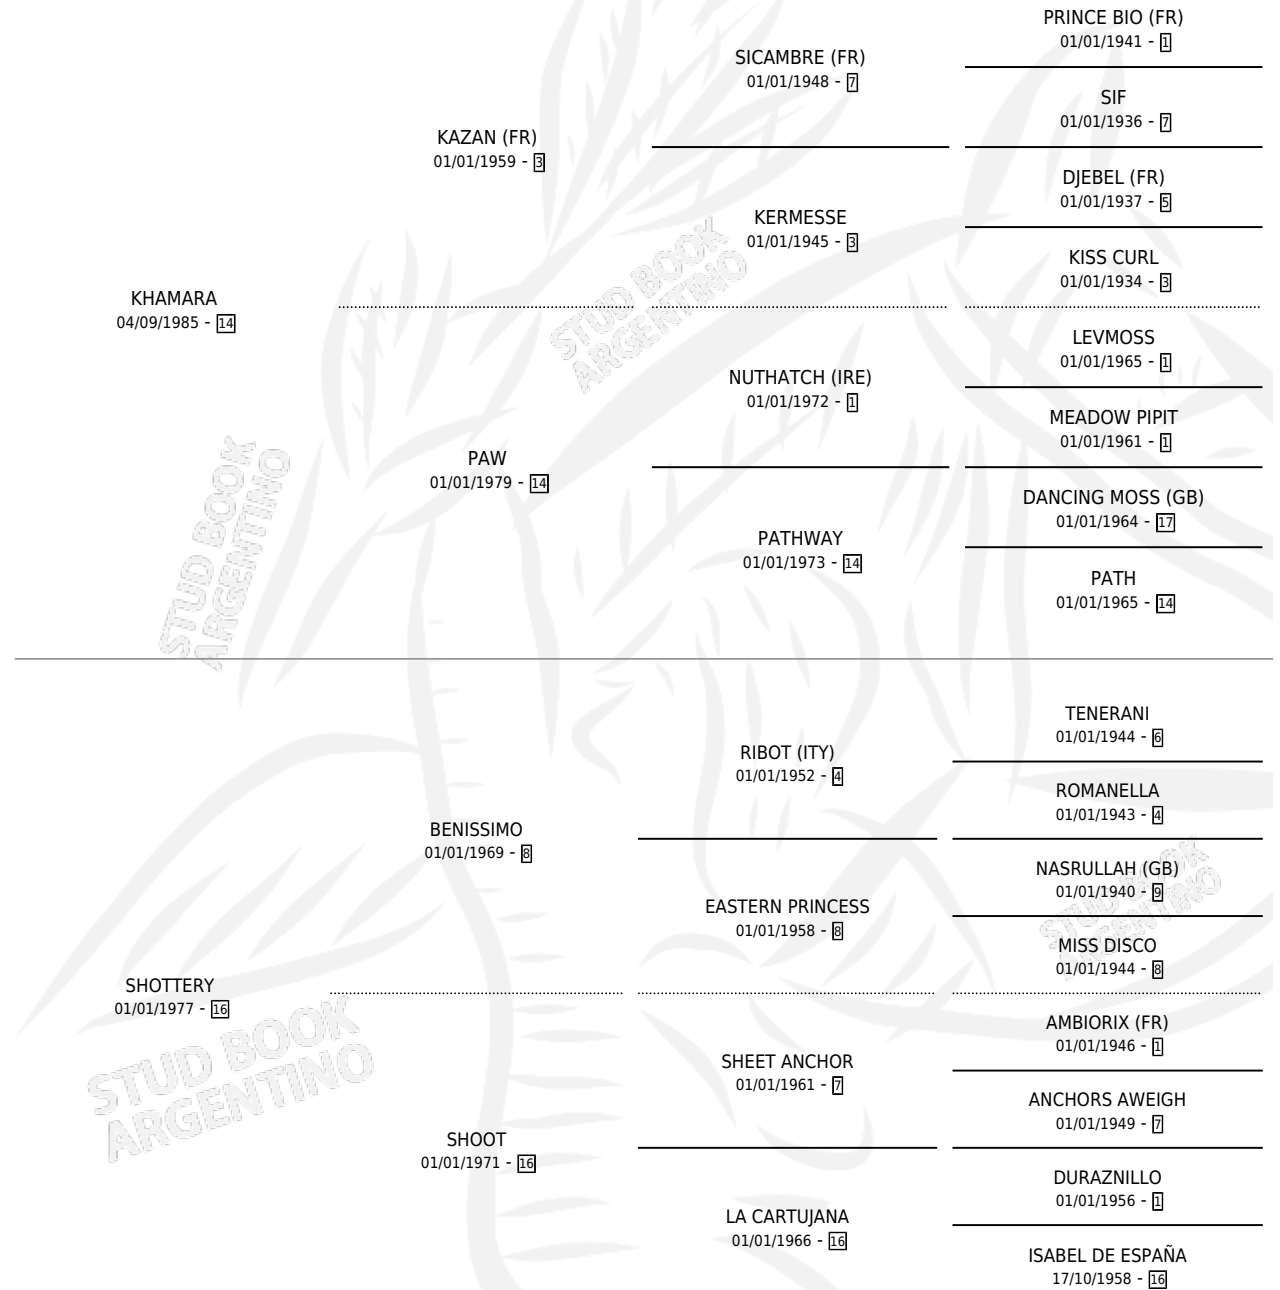 PRINCE BIO (FR)
01/01/1941 - 1
SICAMBRE (FR)
01/01/1948 - 7
SIF
01/01/1936 - 7
KAZAN (FR)
01/01/1959 - 3
DJEBEL (FR)
01/01/1937 - 5
KERMESSE
01/01/1945 - 3
KISS CURL
01/01/1934 - 3
KHAMARA
04/09/1985 - 14
LEVMOSS
01/01/1965 - 1
NUTHATCH (IRE)
01/01/1972 - 1
MEADOW PIPIT
01/01/1961 - 1
PAW
01/01/1979 - 14
DANCING MOSS (GB)
01/01/1964 - 17
PATHWAY
01/01/1973 - 14
PATH
01/01/1965 - 14
TENERANI
01/01/1944 - 6
RIBOT (ITY)
01/01/1952 - 4
ROMANELLA
01/01/1943 - 4
BENISSIMO
01/01/1969 - 8
NASRULLAH (GB)
01/01/1940 - 9
EASTERN PRINCESS
01/01/1958 - 8
MISS DISCO
01/01/1944 - 8
SHOTTERY
01/01/1977 - 16
AMBIORIX (FR)
01/01/1946 - 1
SHEET ANCHOR
01/01/1961 - 7
ANCHORS AWEIGH
01/01/1949 - 7
SHOOT
01/01/1971 - 16
DURAZNILLO
01/01/1956 - 1
LA CARTUJANA
01/01/1966 - 16
ISABEL DE ESPAÑA
17/10/1958 - 16
STUD BOOK
ARGENTINO
STUD BOOK
ARGENTINO
STUD BOOK
ARGENTINO
STUD BOOK
ARGENTINO